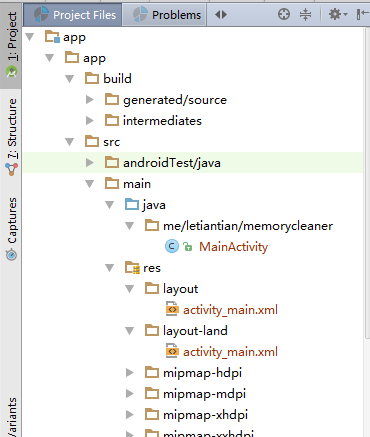 Project Files
Problems
1: Project
7: Structure
Captures
Variants
app
app
build
generated/source
intermediates
src
androidTest/java
main
java
me/letiantian/memorycleaner
MainActivity
res
layout
activity_main.xml
layout-land
activity_main.xml
mipmap-hdpi
mipmap-mdpi
mipmap-xhdpi
mipmap-xxhdpi